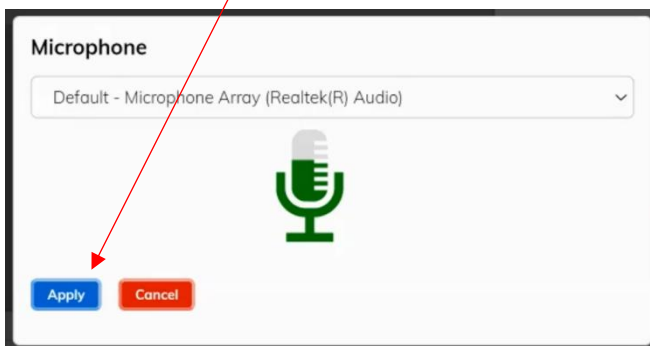 Microphone
Default - Microphone Array (Realtek(R) Audio)
Apply Cancel